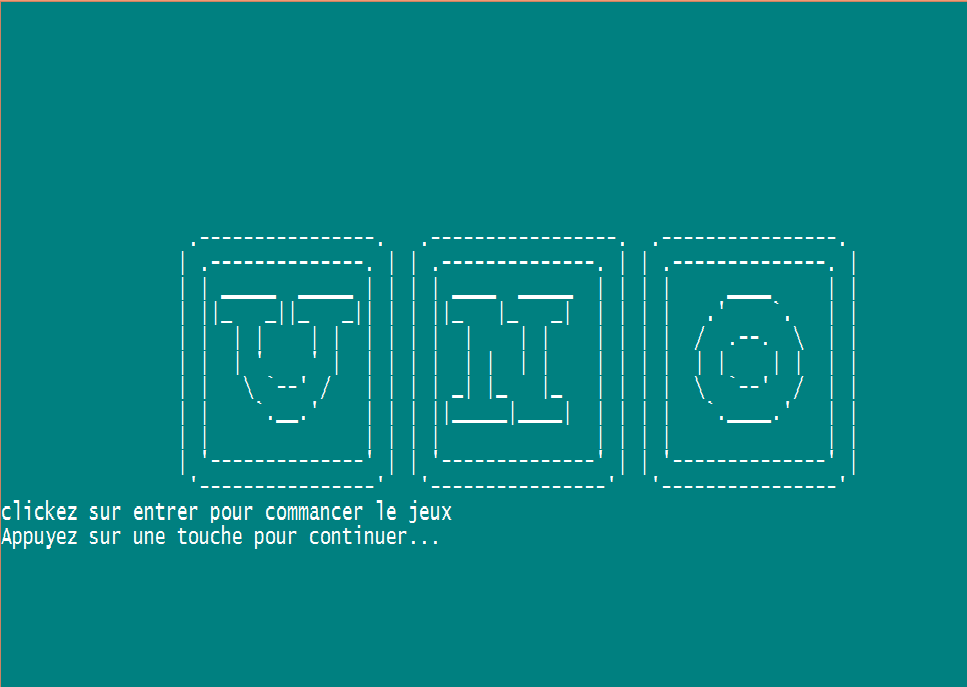 UNO
clickez sur entrer pour commancer le jeux
Appuyez sur une touche pour continuer...